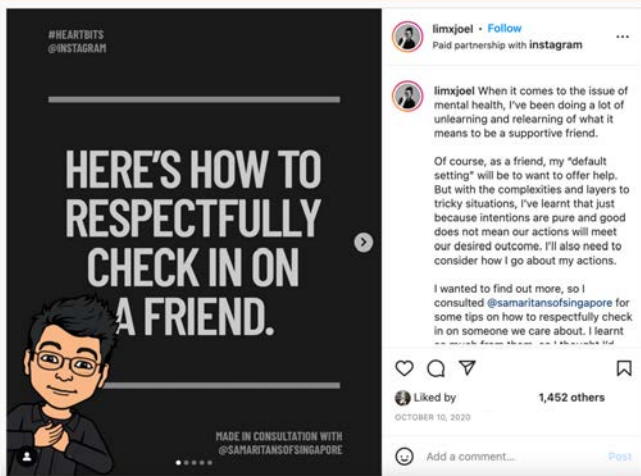 #HEARTBITS
@INSTAGRAM
HERE'S HOW TO
RESPECTFULLY
CHECK IN ON
A FRIEND.
MADE IN CONSULTATION WITH
@SAMARITANSOFSINGAPORE
limxjoel • Follow
Paid partnership with instagram
limxjoel When it comes to the issue of
mental health, I've been doing a lot of
unlearning and relearning of what it
means to be a supportive friend.
Of course, as a friend, my "default
setting" will be to want to offer help.
But with the complexities and layers to
tricky situations, I've learnt that just
because intentions are pure and good
does not mean our actions will meet
our desired outcome. I'll also need to
consider how I go about my actions.
I wanted to find out more, so I
consulted @samaritansofsingapore for
some tips on how to respectfully check
in on someone we care about. I learnt
so much from them, so I thought I'd
Liked by 1,452 others
OCTOBER 10, 2020
Add a comment... Post